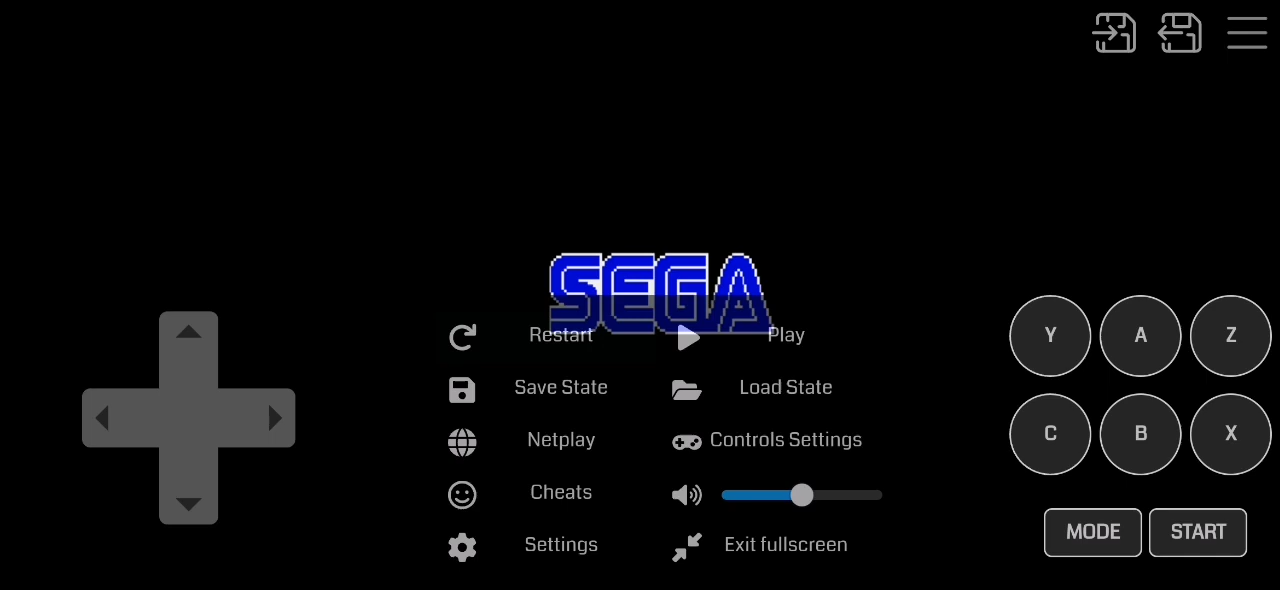 SEGA
Restart
Play
Save State
Load State
Netplay
Controls Settings
Cheats
Settings
Exit fullscreen
Y A Z
C B X
MODE START